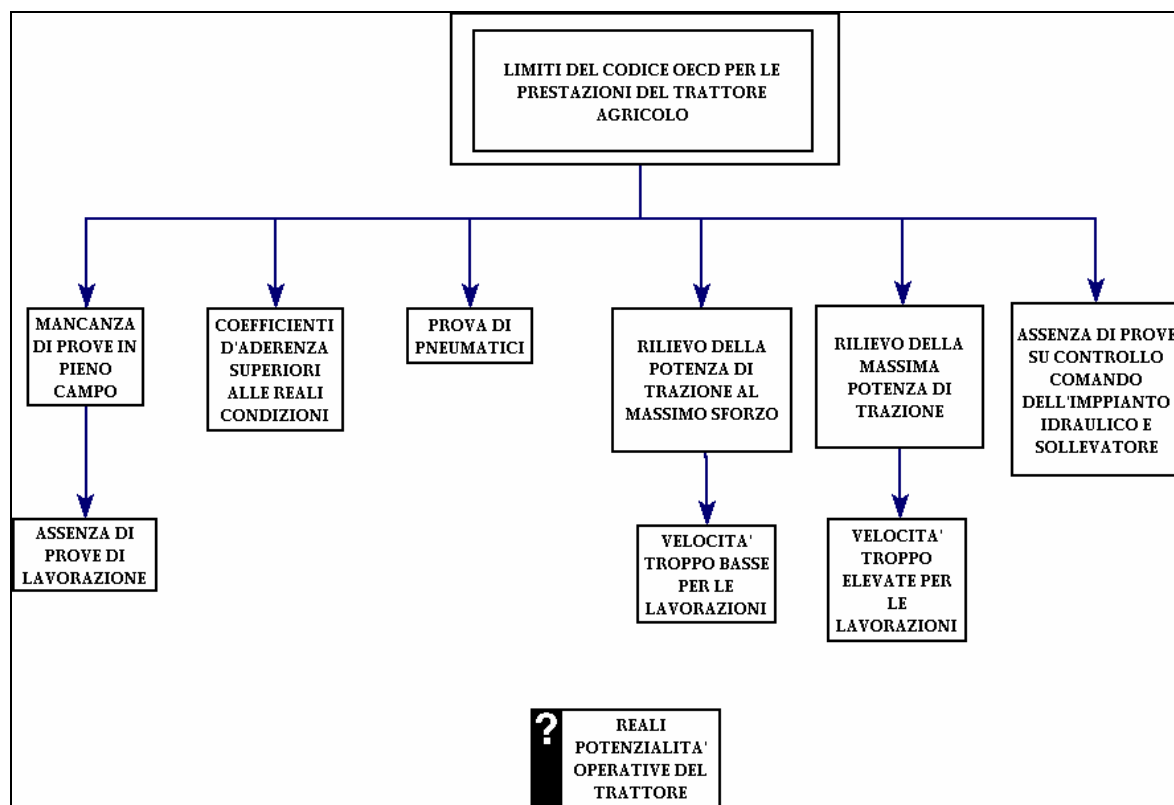 LIMITI DEL CODICE OECD PER LE
PRESTAZIONI DEL TRATTORE
AGRICOLO
MANCANZA
DI PROVE IN
PIENO
CAMPO
COEFFICIENTI
D'ADERENZA
SUPERIORI
ALLE REALI
CONDIZIONI
PROVA DI
PNEUMATICI
RILIEVO DELLA
POTENZA DI
TRAZIONE AL
MASSIMO SFORZO
RILIEVO DELLA
MASSIMA
POTENZA DI
TRAZIONE
ASSENZA DI PROVE
SU CONTROLLO
COMANDO
DELL'IMPPIANTO
IDRAULICO E
SOLLEVATORE
ASSENZA DI
PROVE DI
LAVORAZIONE
VELOCITA'
TROPPO BASSE
PER LE
LAVORAZIONI
VELOCITA'
TROPPO
ELEVATE PER
LE
LAVORAZIONI
?
REALI
POTENZIALITA'
OPERATIVE DEL
TRATTORE